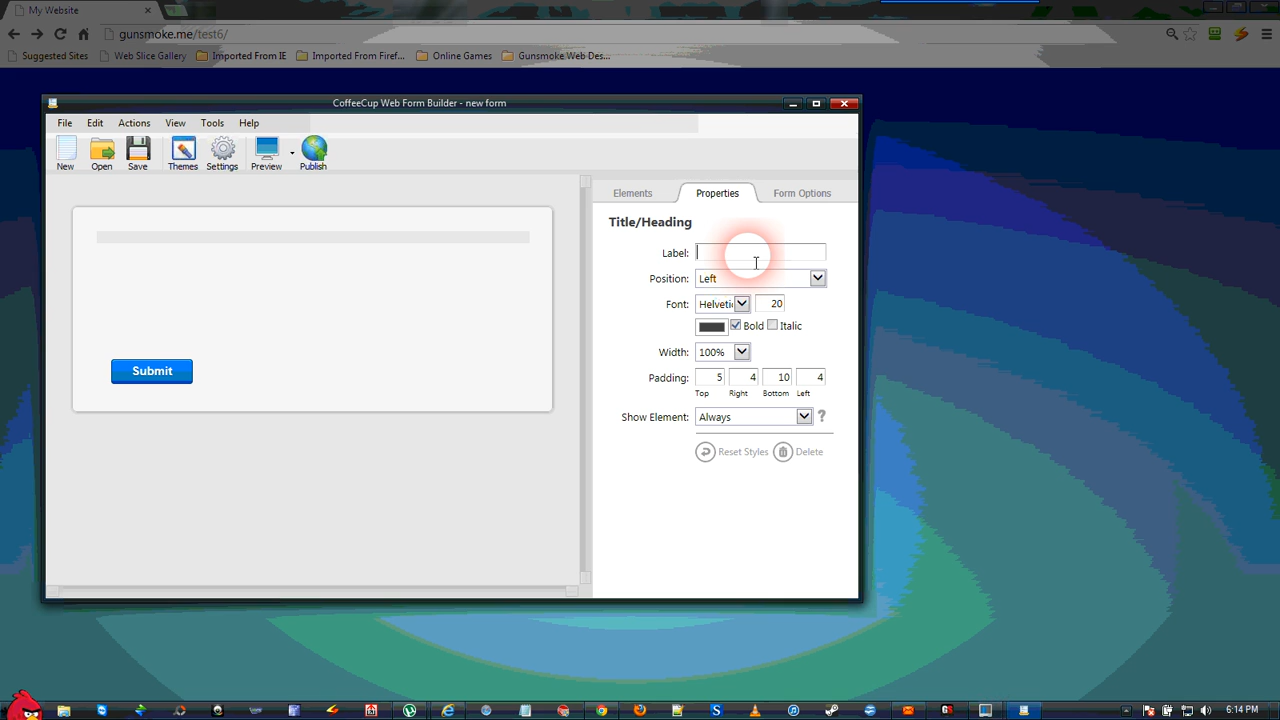 My Website
gunsmoke.me/test6/
Suggested Sites Web Slice Gallery Imported From IE Imported From Firef... Online Games Gunsmoke Web Des...
CoffeeCup Web Form Builder - new form
File Edit Actions View Tools Help
New Open Save Themes Settings Preview Publish
Elements Properties Form Options
Title/Heading
Label:
Position: Left
Font: Helvetic 20
Bold Italic
Width: 100%
Padding: 5 4 10 4
Top Right Bottom Left
Submit
Show Element: Always ?
Reset Styles Delete
6:14 PM